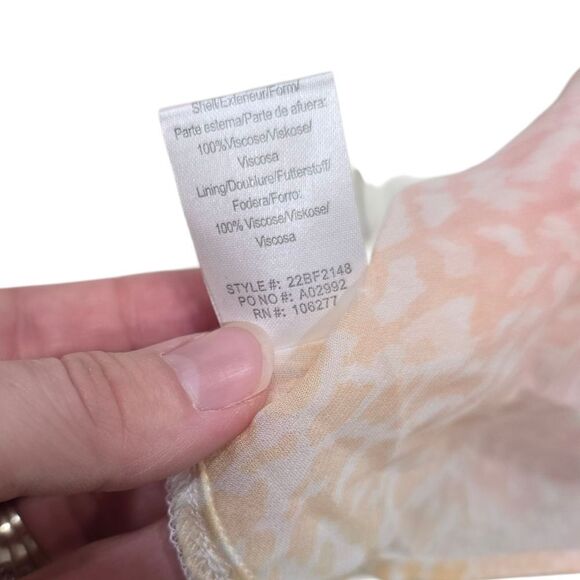 Shell/Exterieur/Form/
Parte esterna/Parte de afuera:
100%Viscose/Viskose/
Viscosa
Lining/Doublure/Futterstoff/
Fodera/Forro:
100% Viscose/Viskose/
Viscosa
STYLE#: 22BF2148
PO NO #: A02992
RN#: 106277